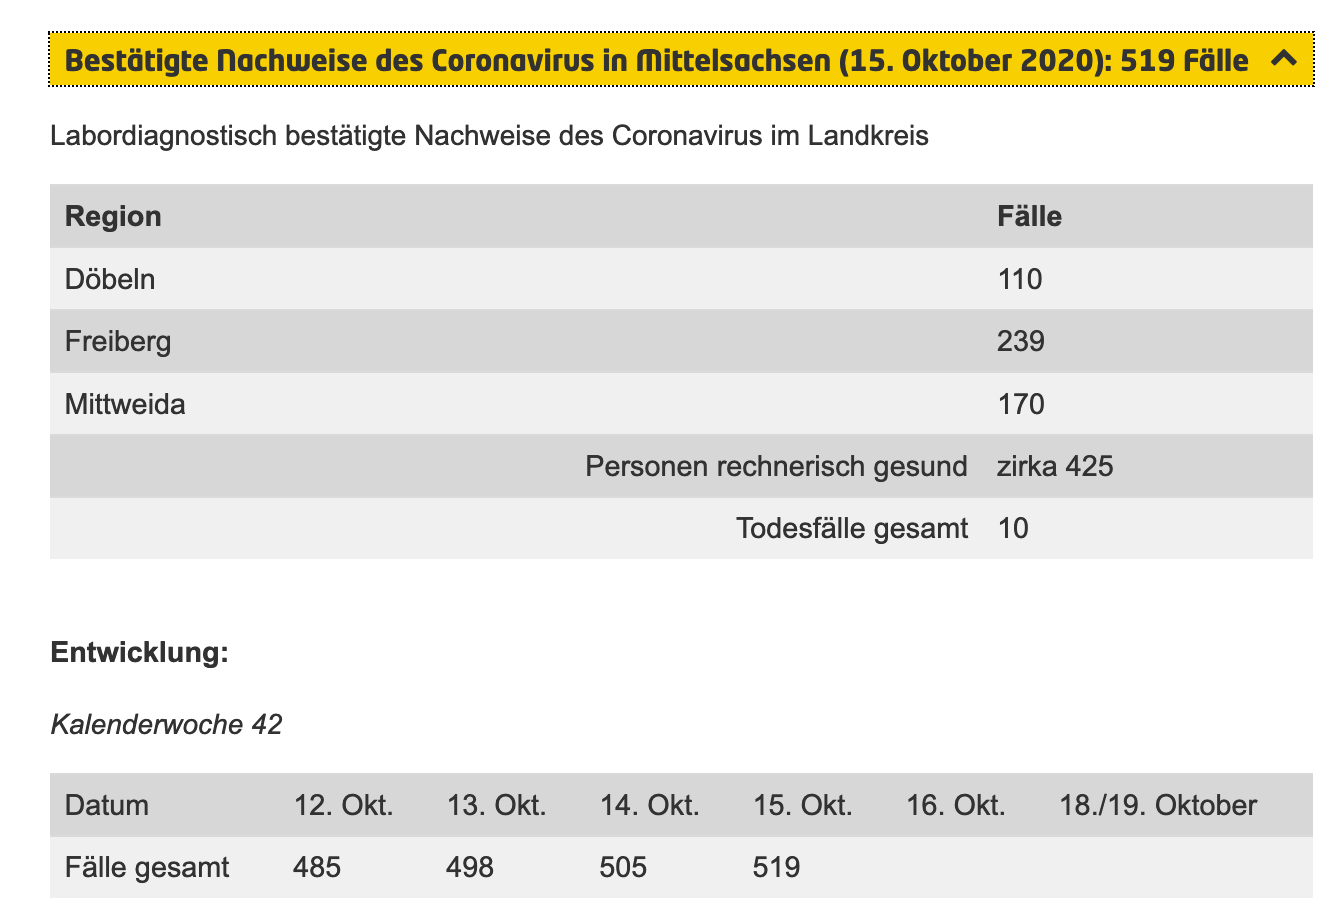 Bestätigte Nachweise des Coronavirus in Mittelsachsen (15. Oktober 2020): 519 Fälle
Labordiagnostisch bestätigte Nachweise des Coronavirus im Landkreis
Region Fälle
Döbeln 110
Freiberg 239
Mittweida 170
Personen rechnerisch gesund zirka 425
Todesfälle gesamt 10
Entwicklung:
Kalenderwoche 42
Datum 12. Okt. 13. Okt. 14. Okt. 15. Okt. 16. Okt. 18./19. Oktober
Fälle gesamt 485 498 505 519